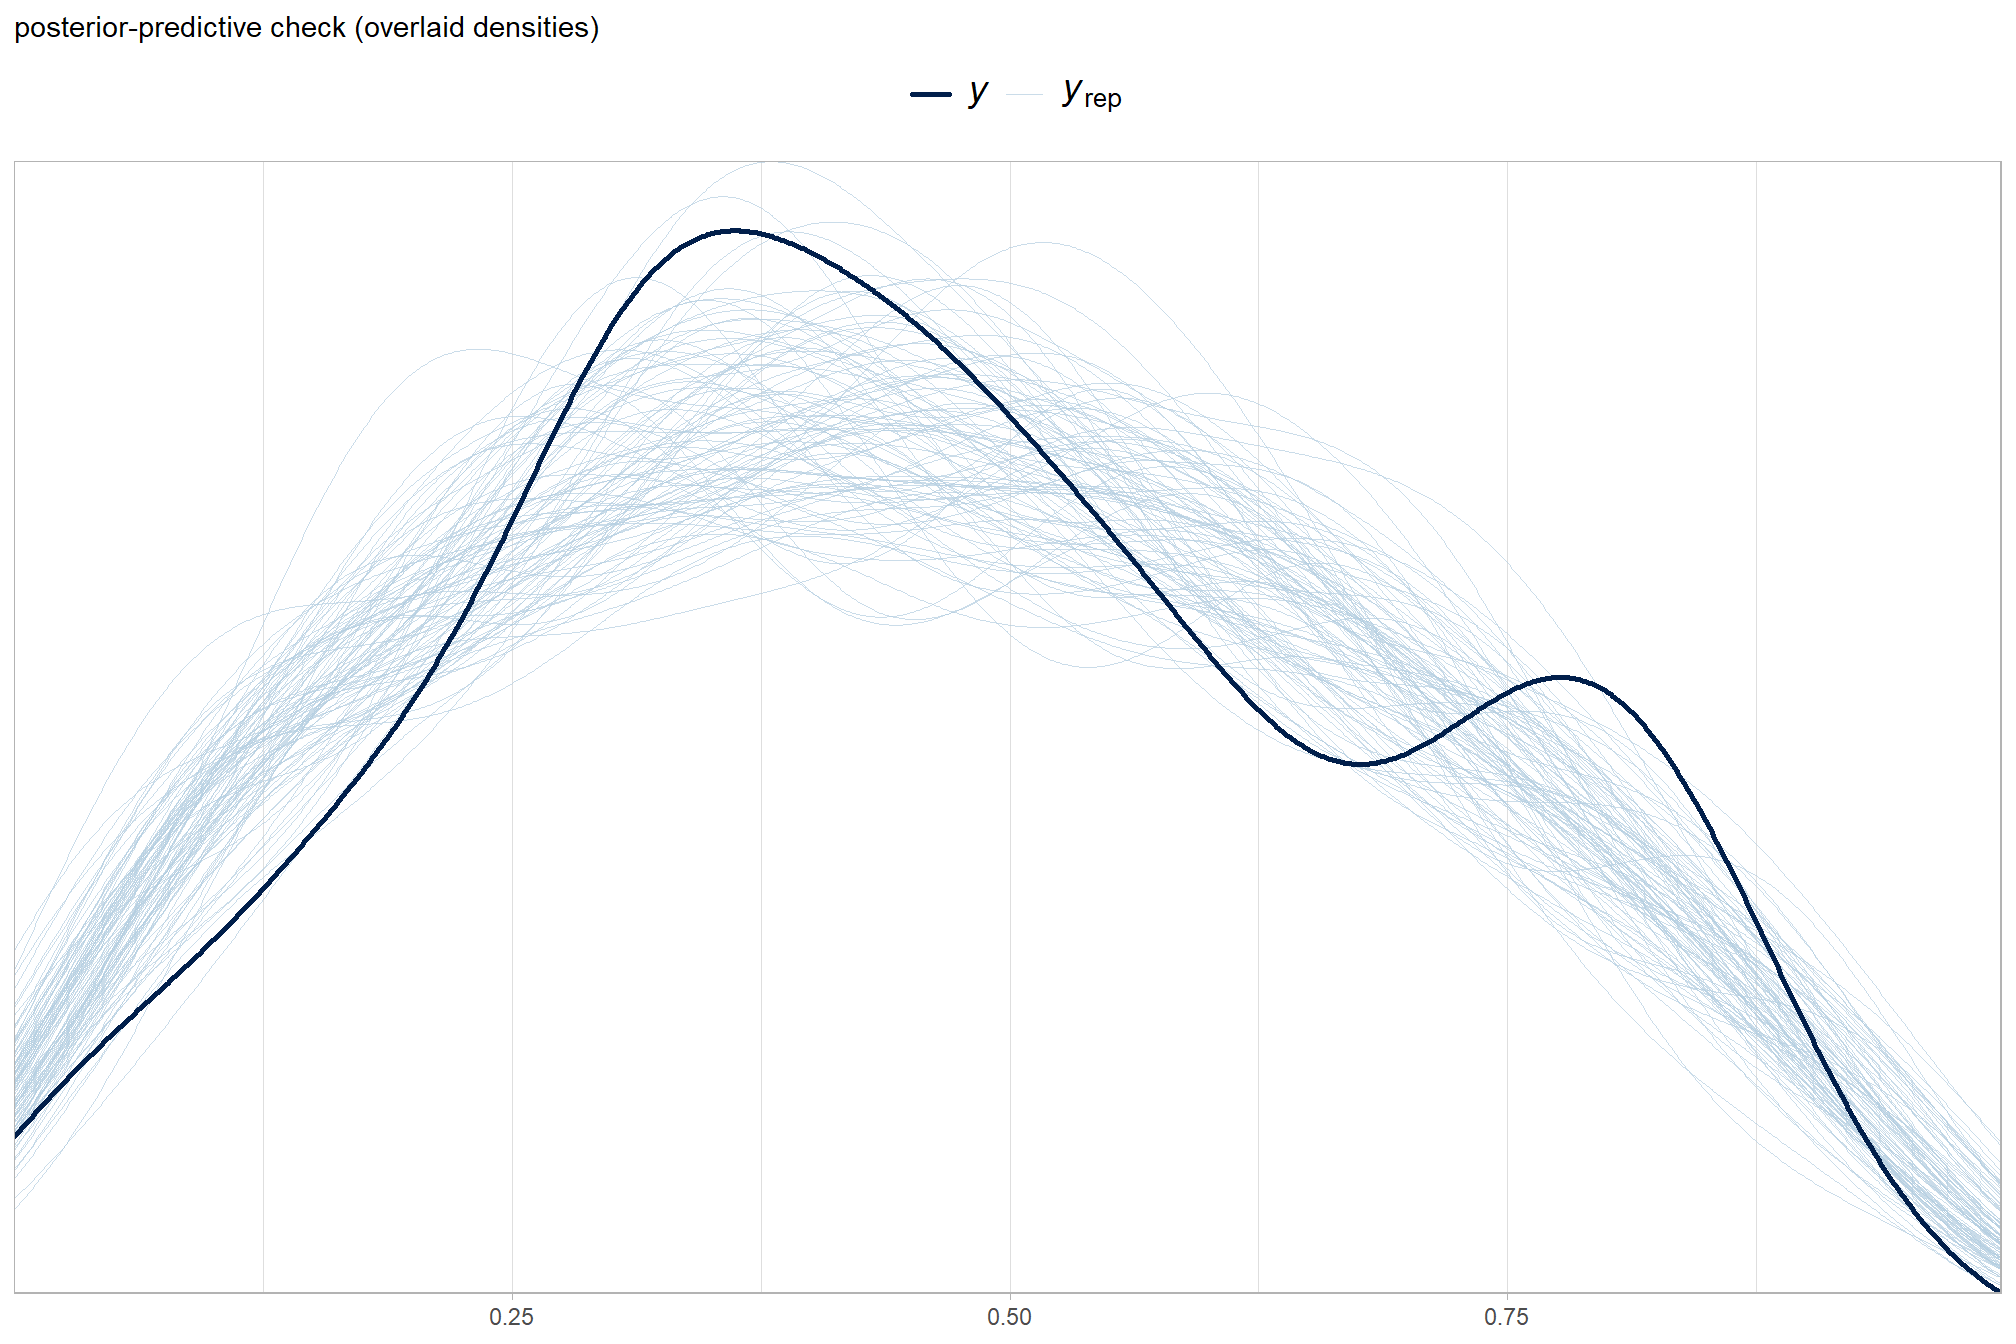 posterior-predictive check (overlaid densities)
y y rep
0.25 0.50 0.75